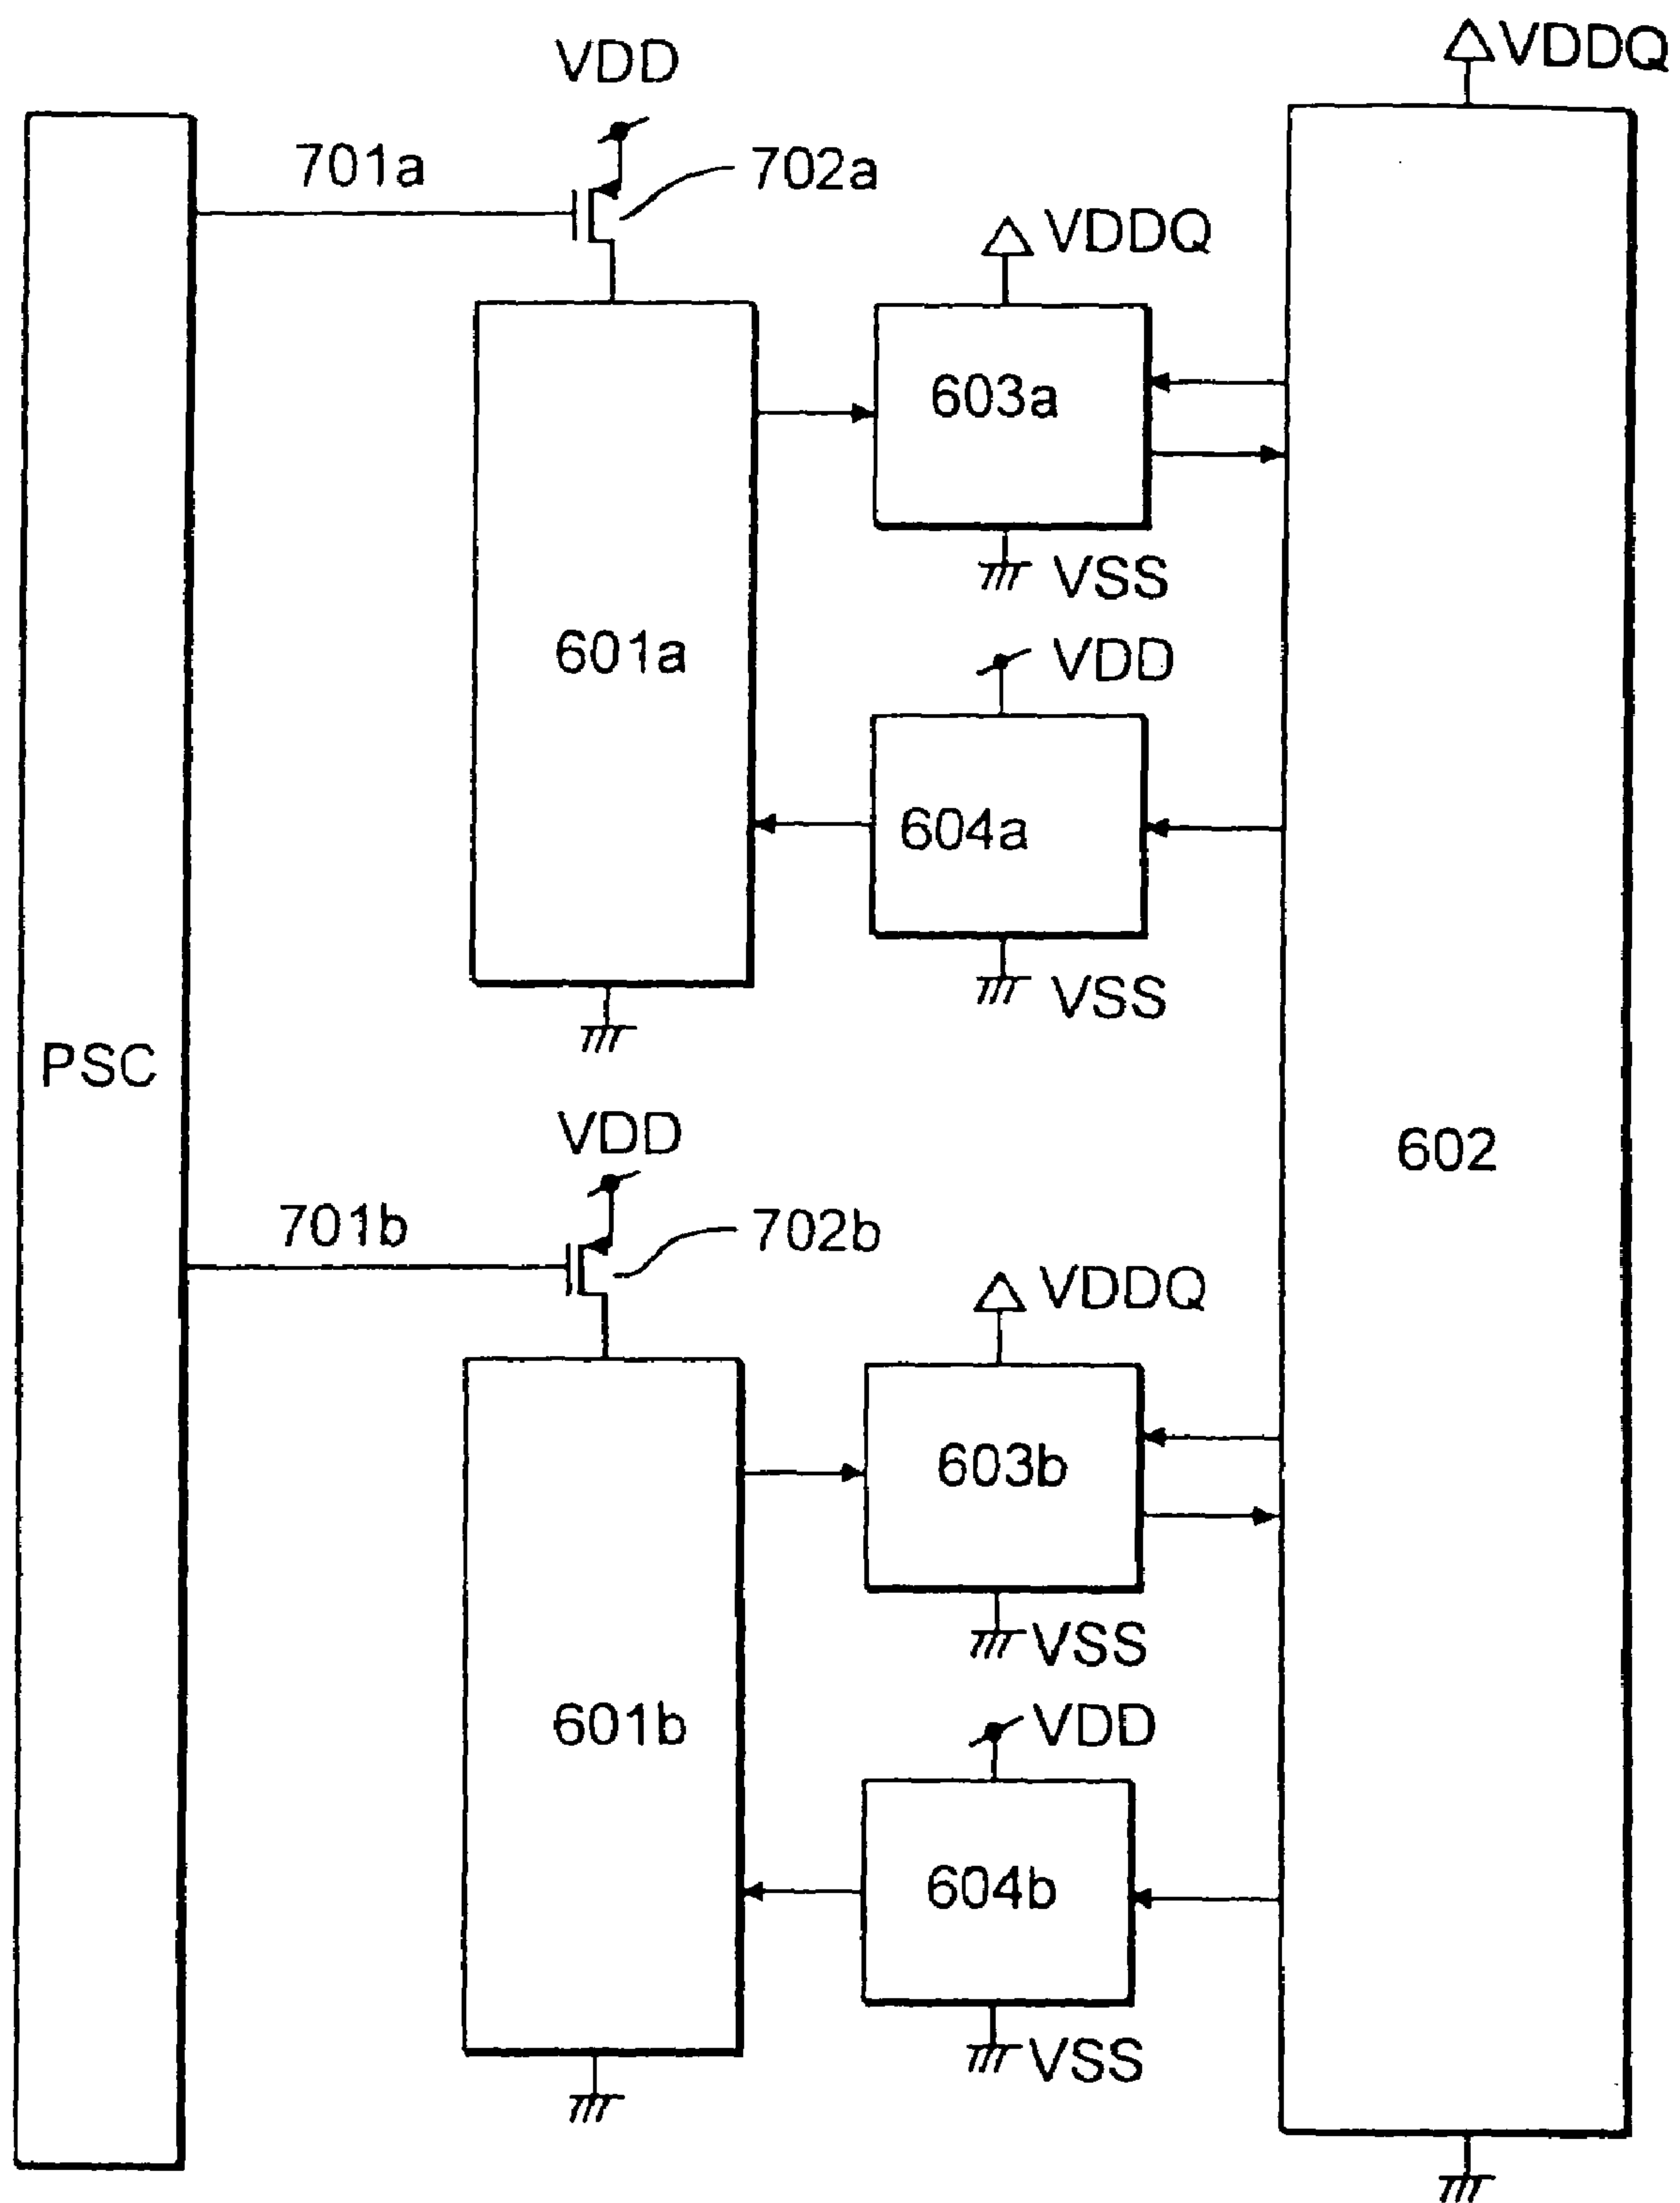 VDDQ
VDD
701a
702a
VDDQ
603a
VSS
601a
VDD
604a
VSS
PSC
VDD
602
701b
702b
VDDQ
603b
VSS
601b
VDD
604b
VSS